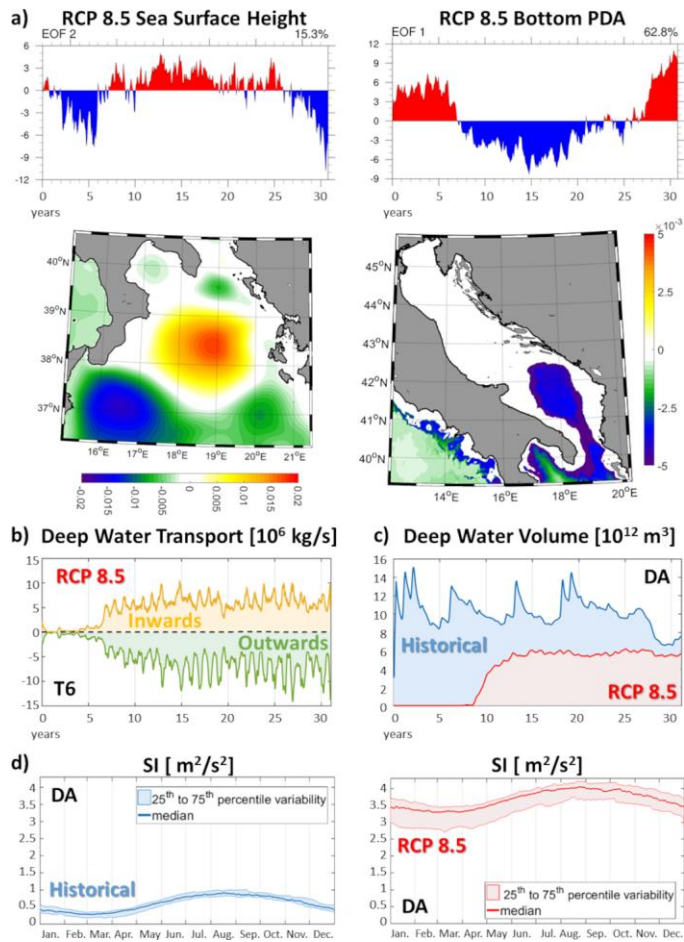 a) RCP 8.5 Sea Surface Height
EOF 2 15.3%
6
3
0
-3
-6
-9
-12
0 5 10 15 20 25 30
years
RCP 8.5 Bottom PDA
EOF 1 62.8%
12
9
6
3
0
-3
-6
-9
0 5 10 15 20 25 30
years
40°N
39°N
38°N
37°N
16°E 17°E 18°E 19°E 20°E 21°E
-0.02 -0.015 -0.01 -0.005 0 0.005 0.01 0.015 0.02
45°N
44°N
43°N
42°N
41°N
40°N
14°E 16°E 18°E 20°E
×10⁻³
5
4
2
0
-2
-4
-5
b) Deep Water Transport [10⁶ kg/s]
15
10
5
0
-5
-10
-15
RCP 8.5
Inwards
Outwards
T6
0 5 10 15 20 25 30
years
c) Deep Water Volume [10¹² m³]
16
14
12
10
8
6
4
2
0
DA
Historical
RCP 8.5
0 5 10 15 20 25 30
years
d) SI [ m²/s²]
4
3.5
3
2.5
2
1.5
1
0.5
0
DA
25th to 75th percentile variability
median
Historical
Jan. Feb. Mar. Apr. May Jun. Jul. Aug. Sep. Oct. Nov. Dec.
SI [ m²/s²]
4
3.5
3
2.5
2
1.5
1
0.5
0
RCP 8.5
DA
25th to 75th percentile variability
median
Jan. Feb. Mar. Apr. May Jun. Jul. Aug. Sep. Oct. Nov. Dec.